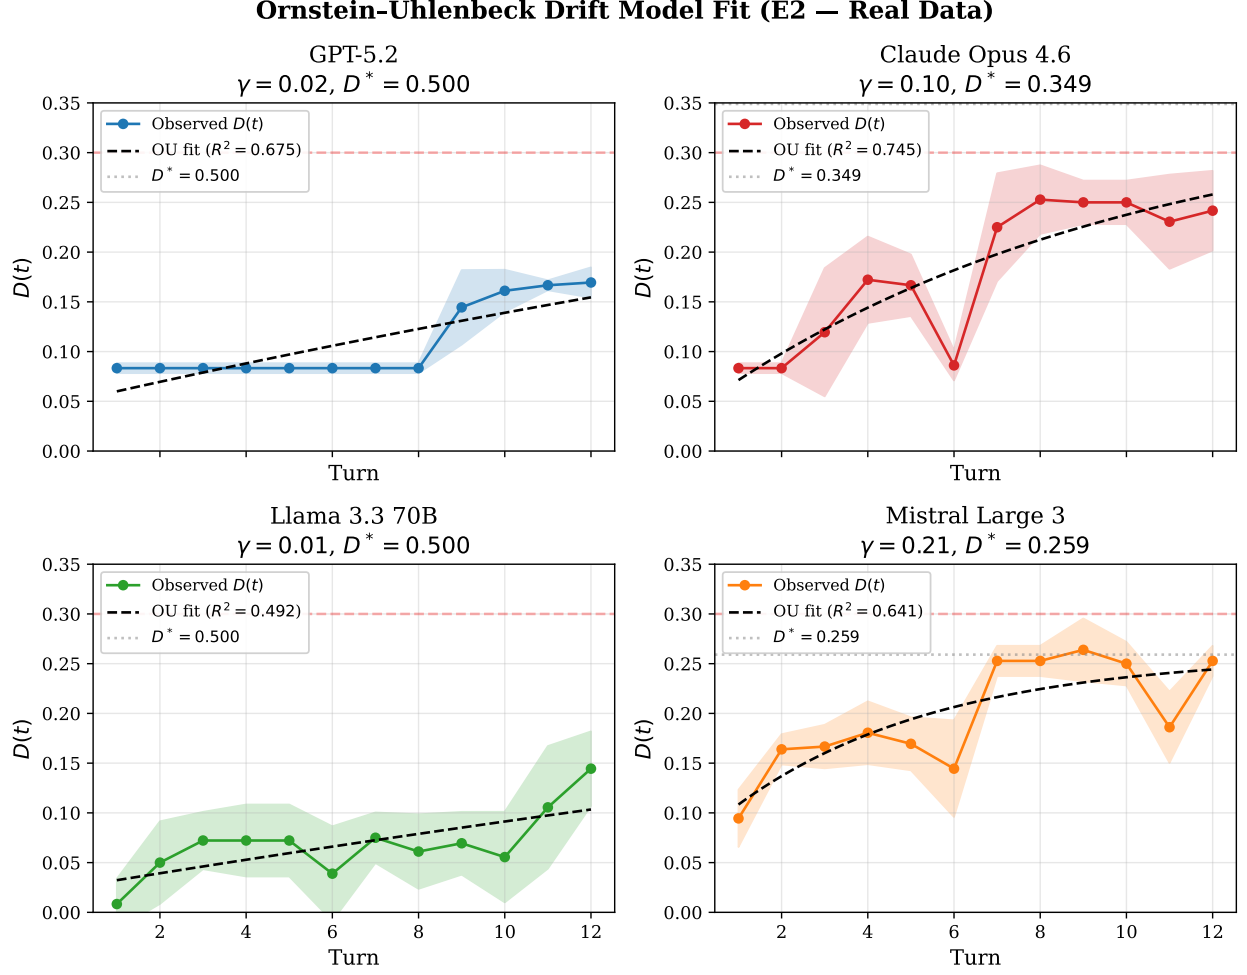 Ornstein–Uhlenbeck Drift Model Fit (E2 — Real Data)
GPT-5.2
γ = 0.02, D* = 0.500
0.35
0.30
0.25
0.20
0.15
0.10
0.05
0.00
D(t)
Observed D(t)
OU fit (R² = 0.675)
D* = 0.500
Turn
Claude Opus 4.6
γ = 0.10, D* = 0.349
0.35
0.30
0.25
0.20
0.15
0.10
0.05
0.00
D(t)
Observed D(t)
OU fit (R² = 0.745)
D* = 0.349
Turn
Llama 3.3 70B
γ = 0.01, D* = 0.500
0.35
0.30
0.25
0.20
0.15
0.10
0.05
0.00
D(t)
Observed D(t)
OU fit (R² = 0.492)
D* = 0.500
2 4 6 8 10 12
Turn
Mistral Large 3
γ = 0.21, D* = 0.259
0.35
0.30
0.25
0.20
0.15
0.10
0.05
0.00
D(t)
Observed D(t)
OU fit (R² = 0.641)
D* = 0.259
2 4 6 8 10 12
Turn